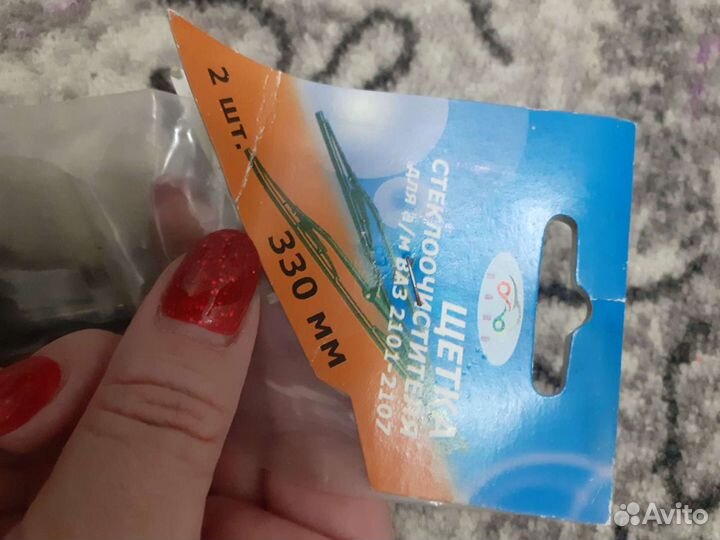 ЩЕТКА
СТЕКЛООЧИСТИТЕЛЯ
для а/м ВАЗ 2101-2107
2 шт.
330 мм
Avito